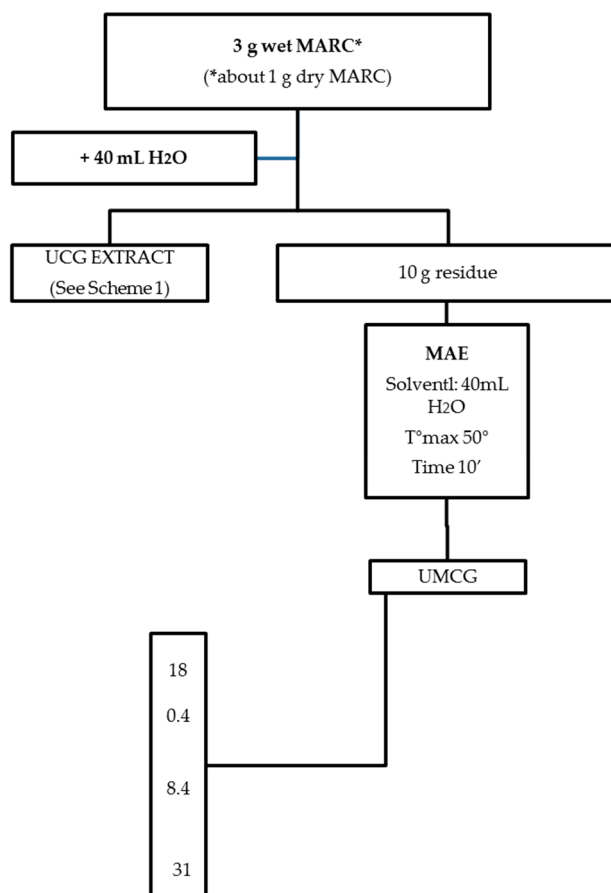 3 g wet MARC*
(*about 1 g dry MARC)
+ 40 mL H2O
UCG EXTRACT
(See Scheme 1)
10 g residue
MAE
Solventl: 40mL
H2O
T°max 50°
Time 10′
UMCG
18
0.4
8.4
31